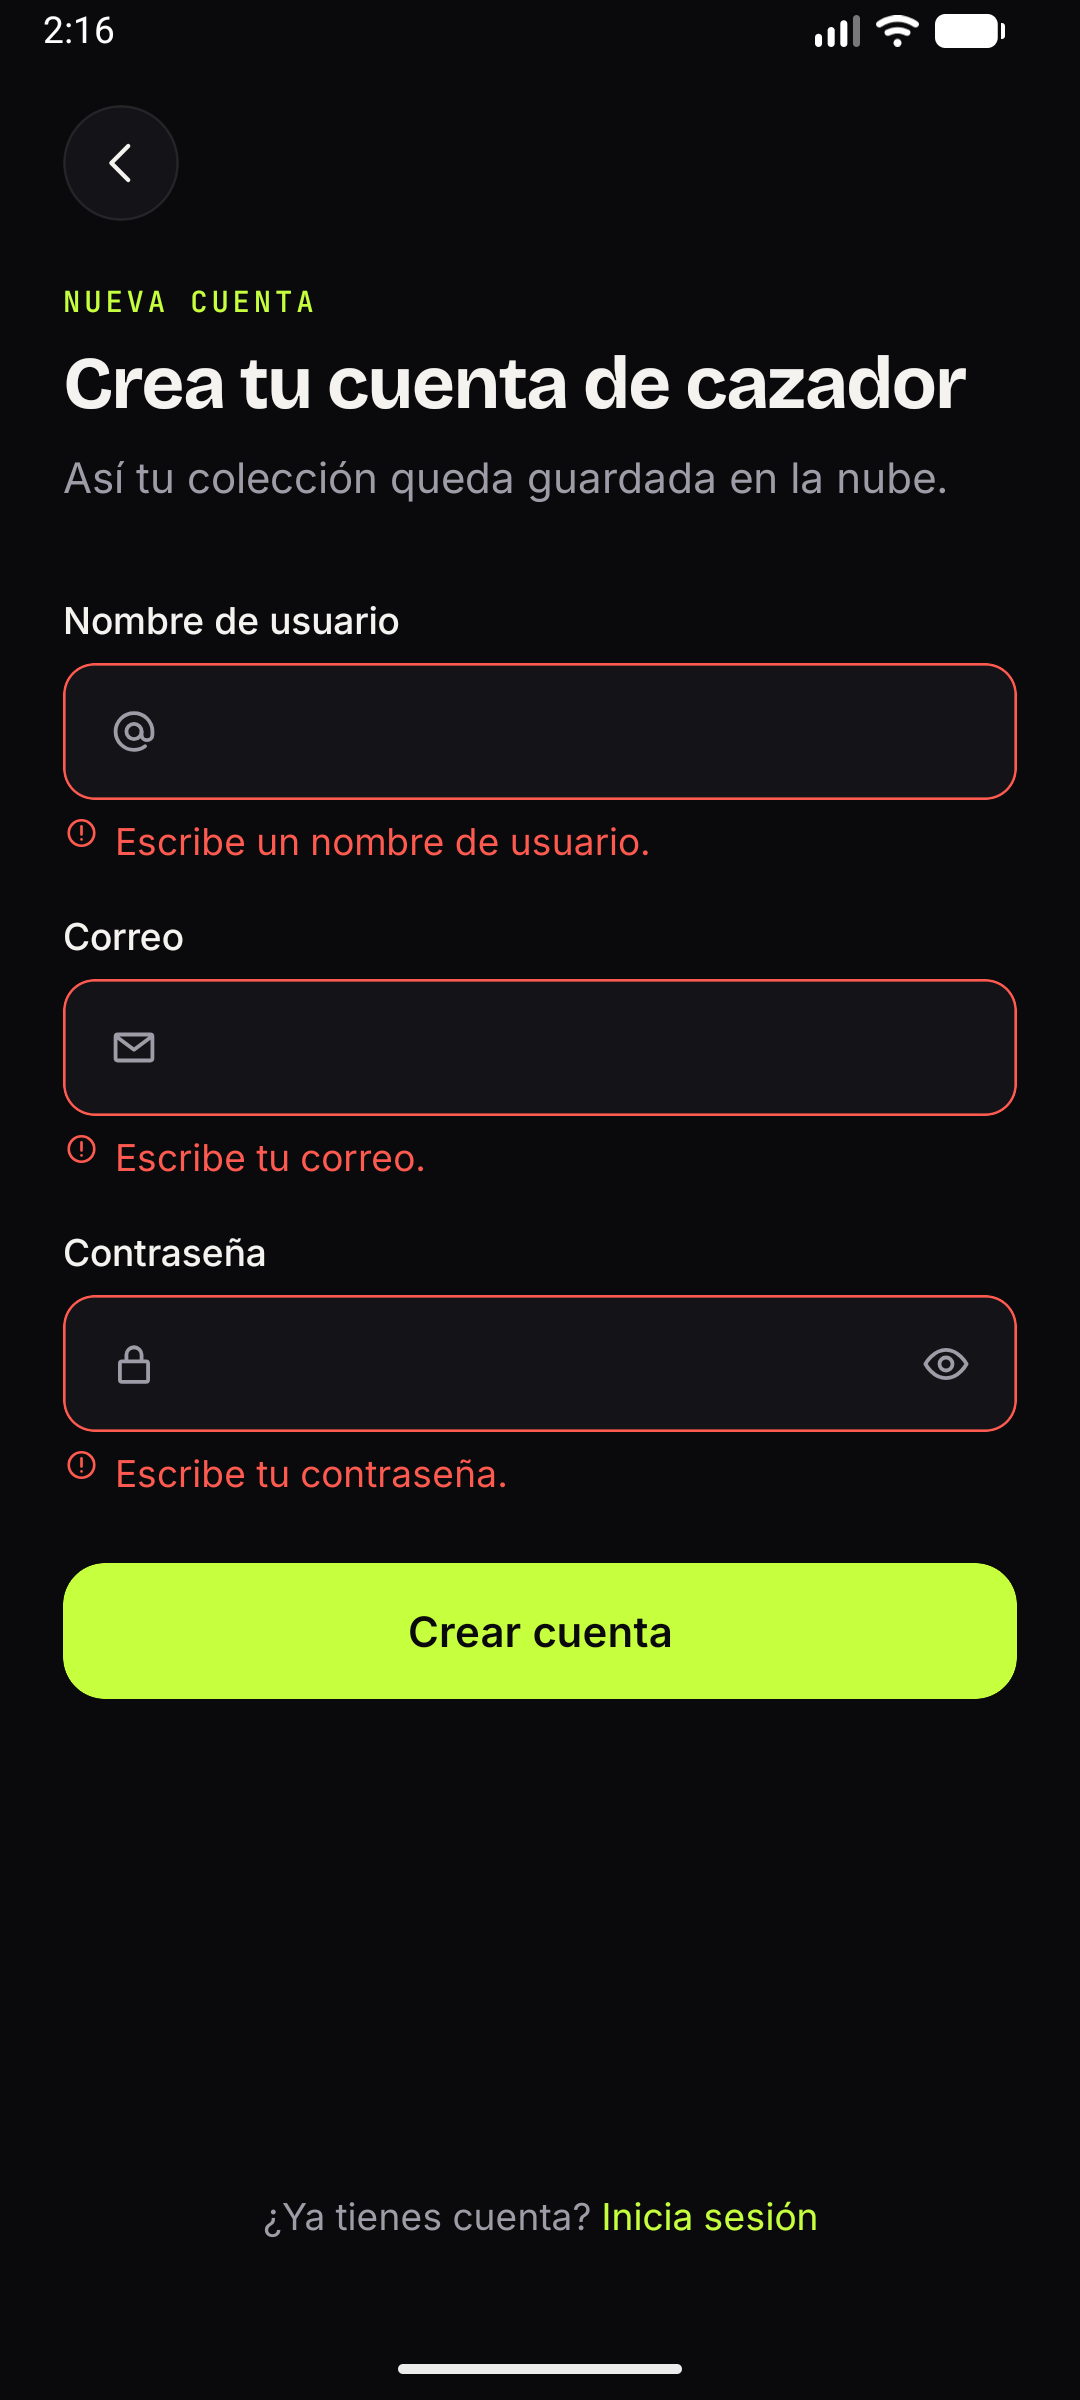 2:16
NUEVA CUENTA
Crea tu cuenta de cazador
Así tu colección queda guardada en la nube.
Nombre de usuario
Escribe un nombre de usuario.
Correo
Escribe tu correo.
Contraseña
Escribe tu contraseña.
Crear cuenta
¿Ya tienes cuenta? Inicia sesión